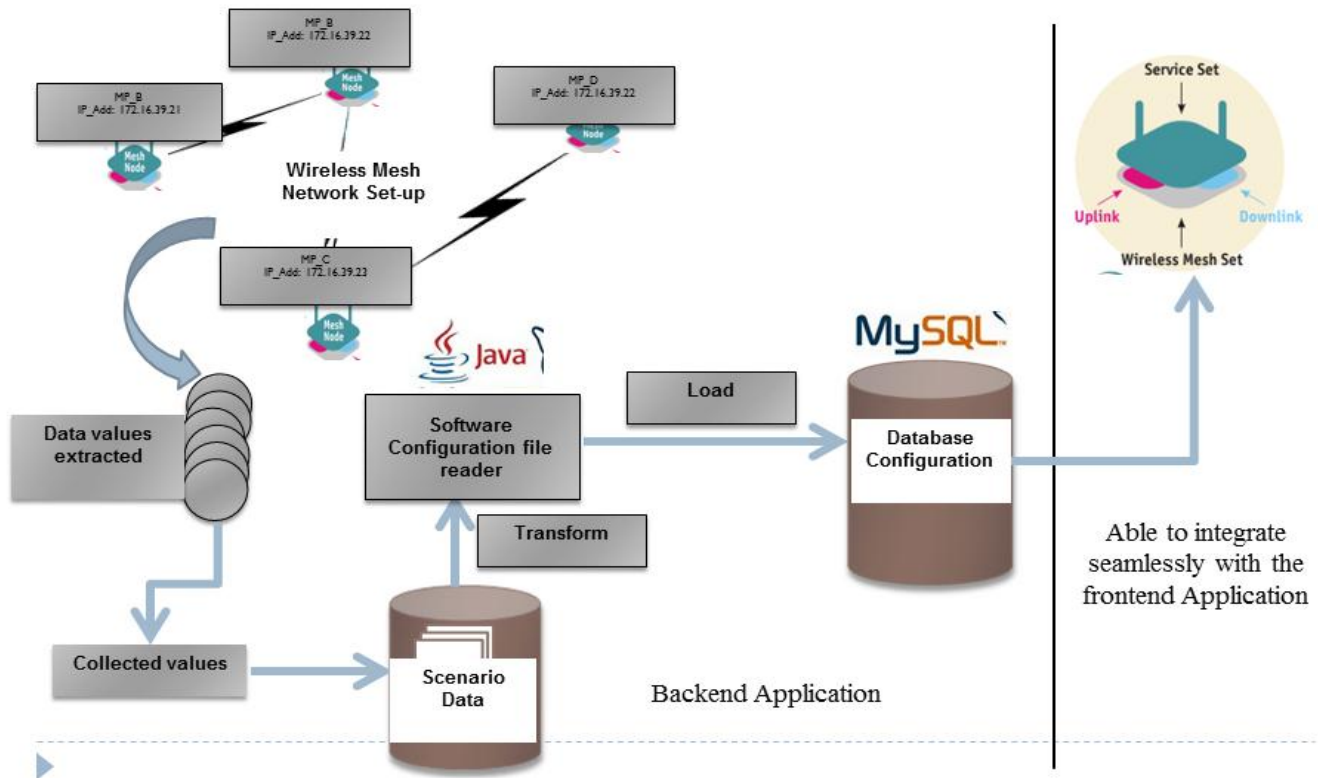 MP_B
IP_Add: 172.16.39.22
MP_B
IP_Add: 172.16.39.21
MP_D
IP_Add: 172.16.39.22
Mesh
Node
Mesh
Node
Node
Wireless Mesh
Network Set-up
MP_C
IP_Add: 172.16.39.23
Mesh
Node
Service Set
Uplink
Downlink
Wireless Mesh Set
Java
MySQL
TM
Data values
extracted
Software
Configuration file
reader
Load
Database
Configuration
Transform
Able to integrate
seamlessly with the
frontend Application
Collected values
Scenario
Data
Backend Application